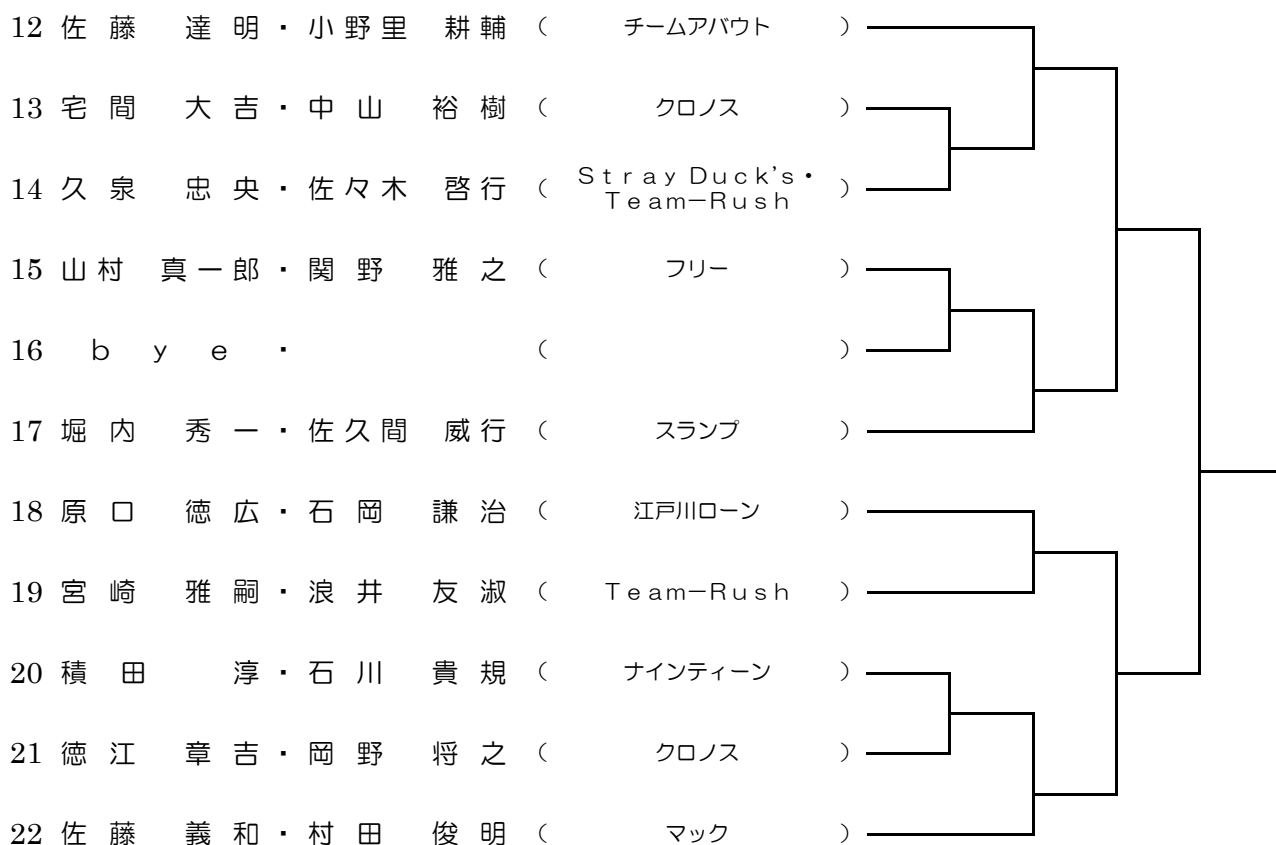 12 佐藤 達明・小野里 耕輔 ( チームアバウト )
13 宅間 大吉・中山 裕樹 ( クロノス )
14 久泉 忠央・佐々木 啓行 ( Stray Duck's・
Team−Rush )
15 山村 真一郎・関野 雅之 ( フリー )
16 bye・ ( )
17 堀内 秀一・佐久間 威行 ( スランプ )
18 原口 徳広・石岡 謙治 ( 江戸川ローン )
19 宮崎 雅嗣・浪井 友淑 ( Team−Rush )
20 積田 淳・石川 貴規 ( ナインティーン )
21 徳江 章吉・岡野 将之 ( クロノス )
22 佐藤 義和・村田 俊明 ( マック )